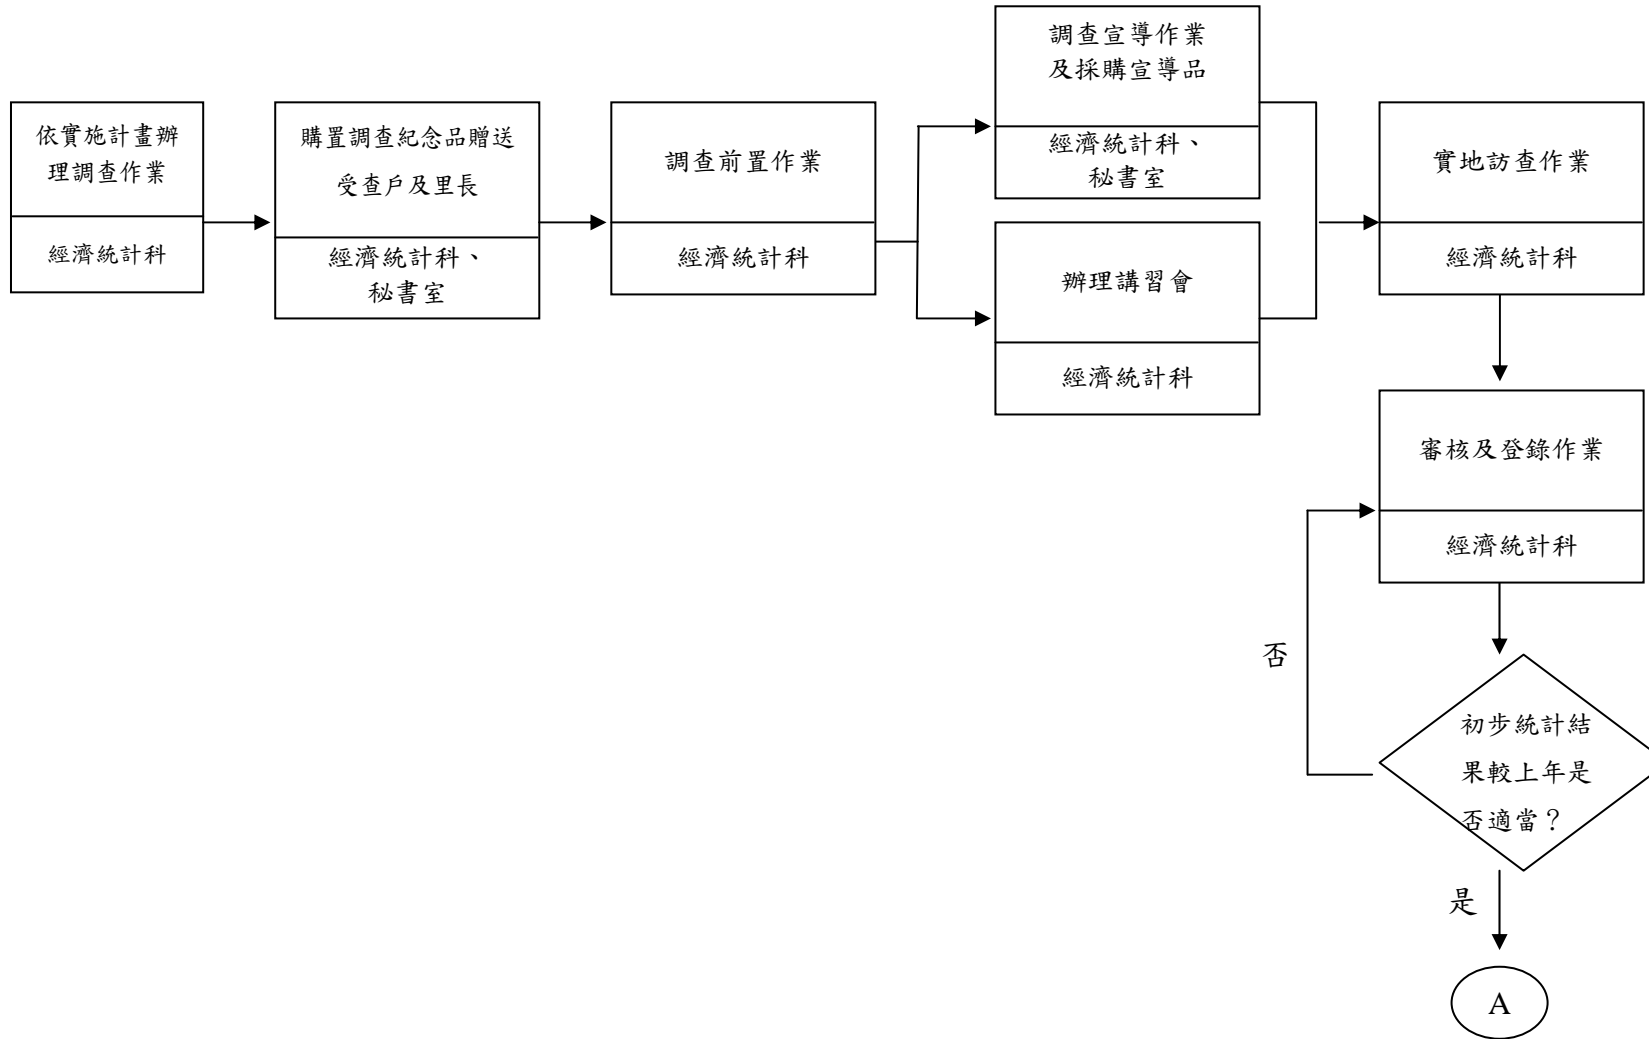 依實施計畫辦
理調查作業
經濟統計科
購置調查紀念品贈送
受查戶及里長
經濟統計科、
秘書室
調查前置作業
經濟統計科
調查宣導作業
及採購宣導品
經濟統計科、
秘書室
辦理講習會
經濟統計科
實地訪查作業
經濟統計科
審核及登錄作業
經濟統計科
否
初步統計結
果較上年是
否適當？
是
A